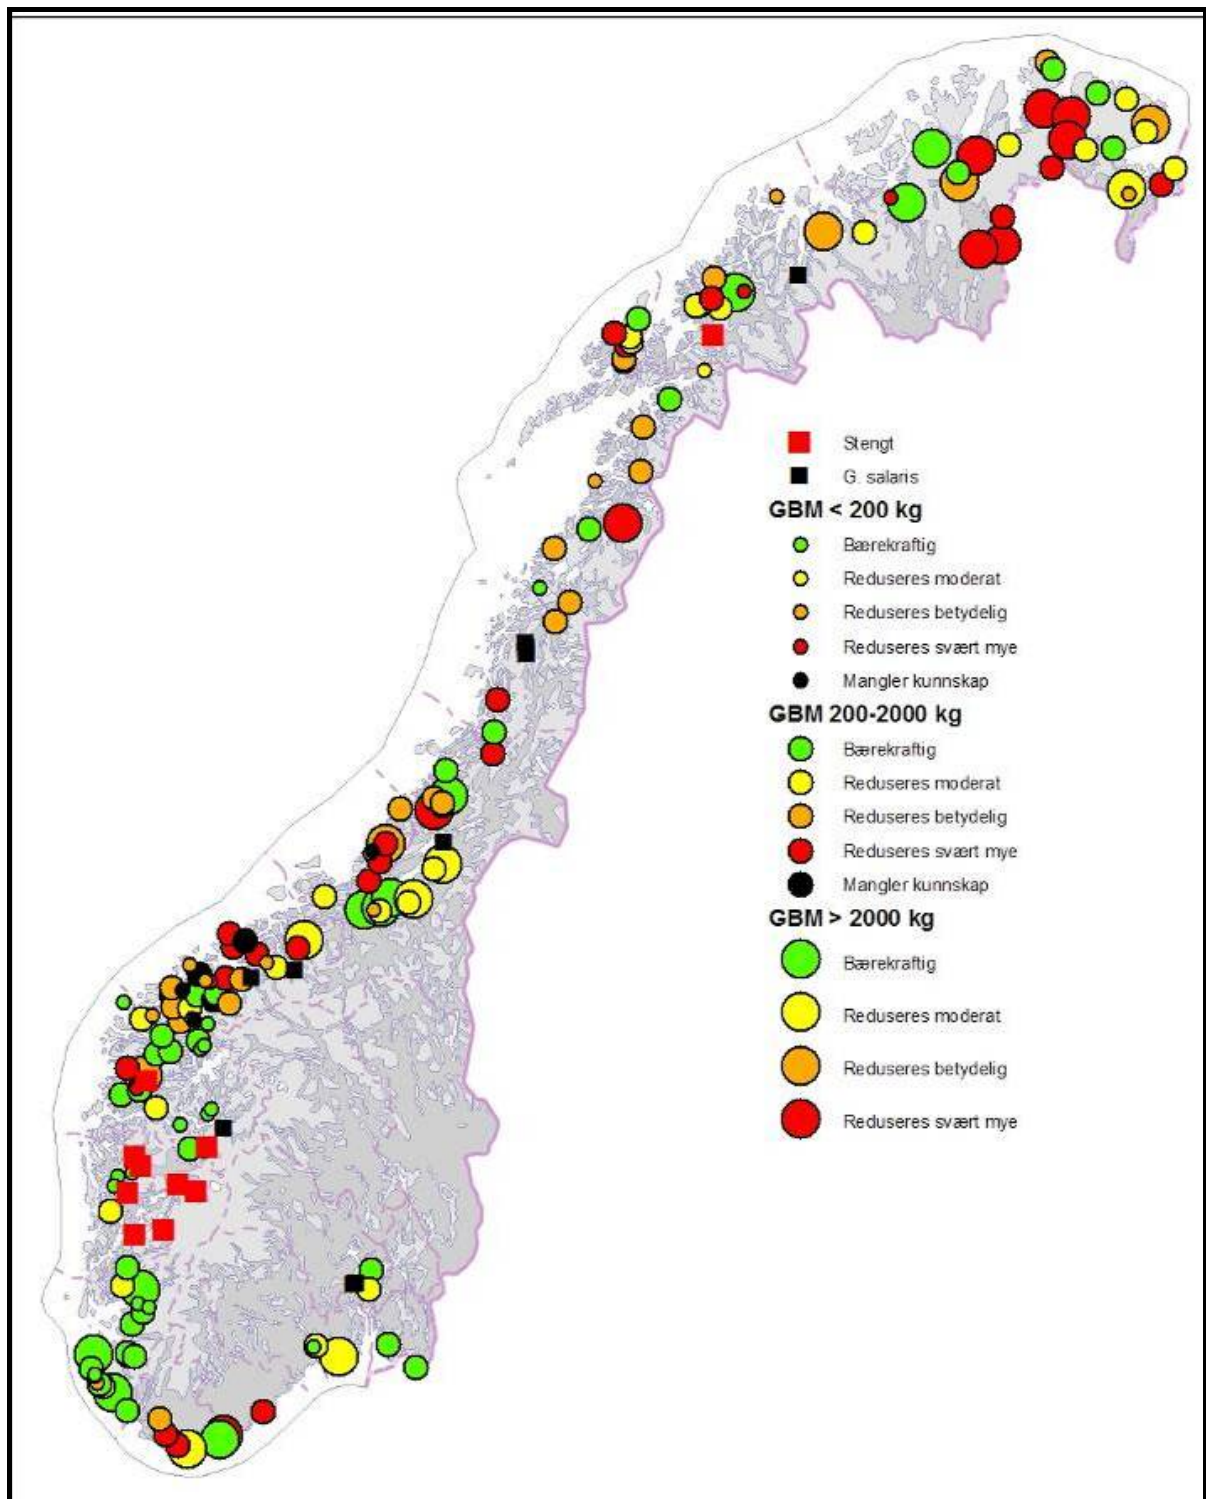 Stengt
G. salaris
GBM < 200 kg
Bærekraftig
Reduseres moderat
Reduseres betydelig
Reduseres svært mye
Mangler kunnskap
GBM 200-2000 kg
Bærekraftig
Reduseres moderat
Reduseres betydelig
Reduseres svært mye
Mangler kunnskap
GBM > 2000 kg
Bærekraftig
Reduseres moderat
Reduseres betydelig
Reduseres svært mye